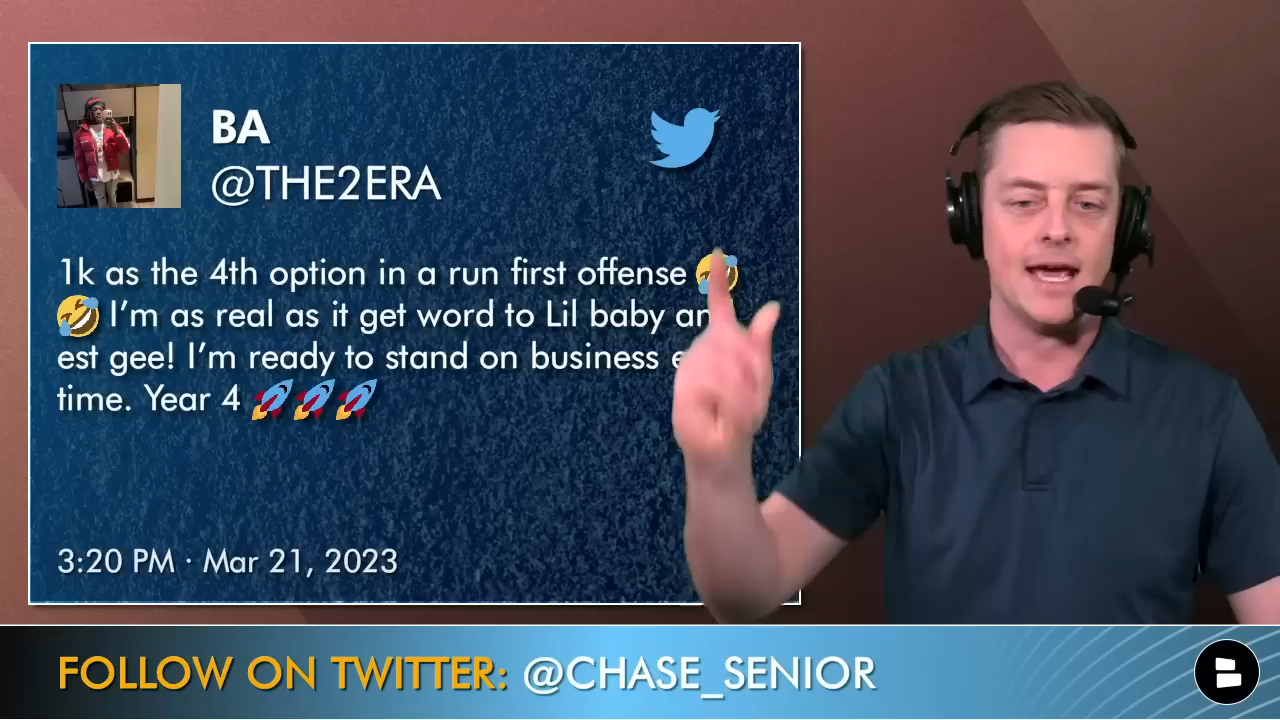 BA
@THE2ERA
1k as the 4th option in a run first offense 🤣
🤣 I'm as real as it get word to Lil baby
est gee! I'm ready to stand on business
time. Year 4 🚀🚀🚀
3:20 PM · Mar 21, 2023
FOLLOW ON TWITTER: @CHASE_SENIOR